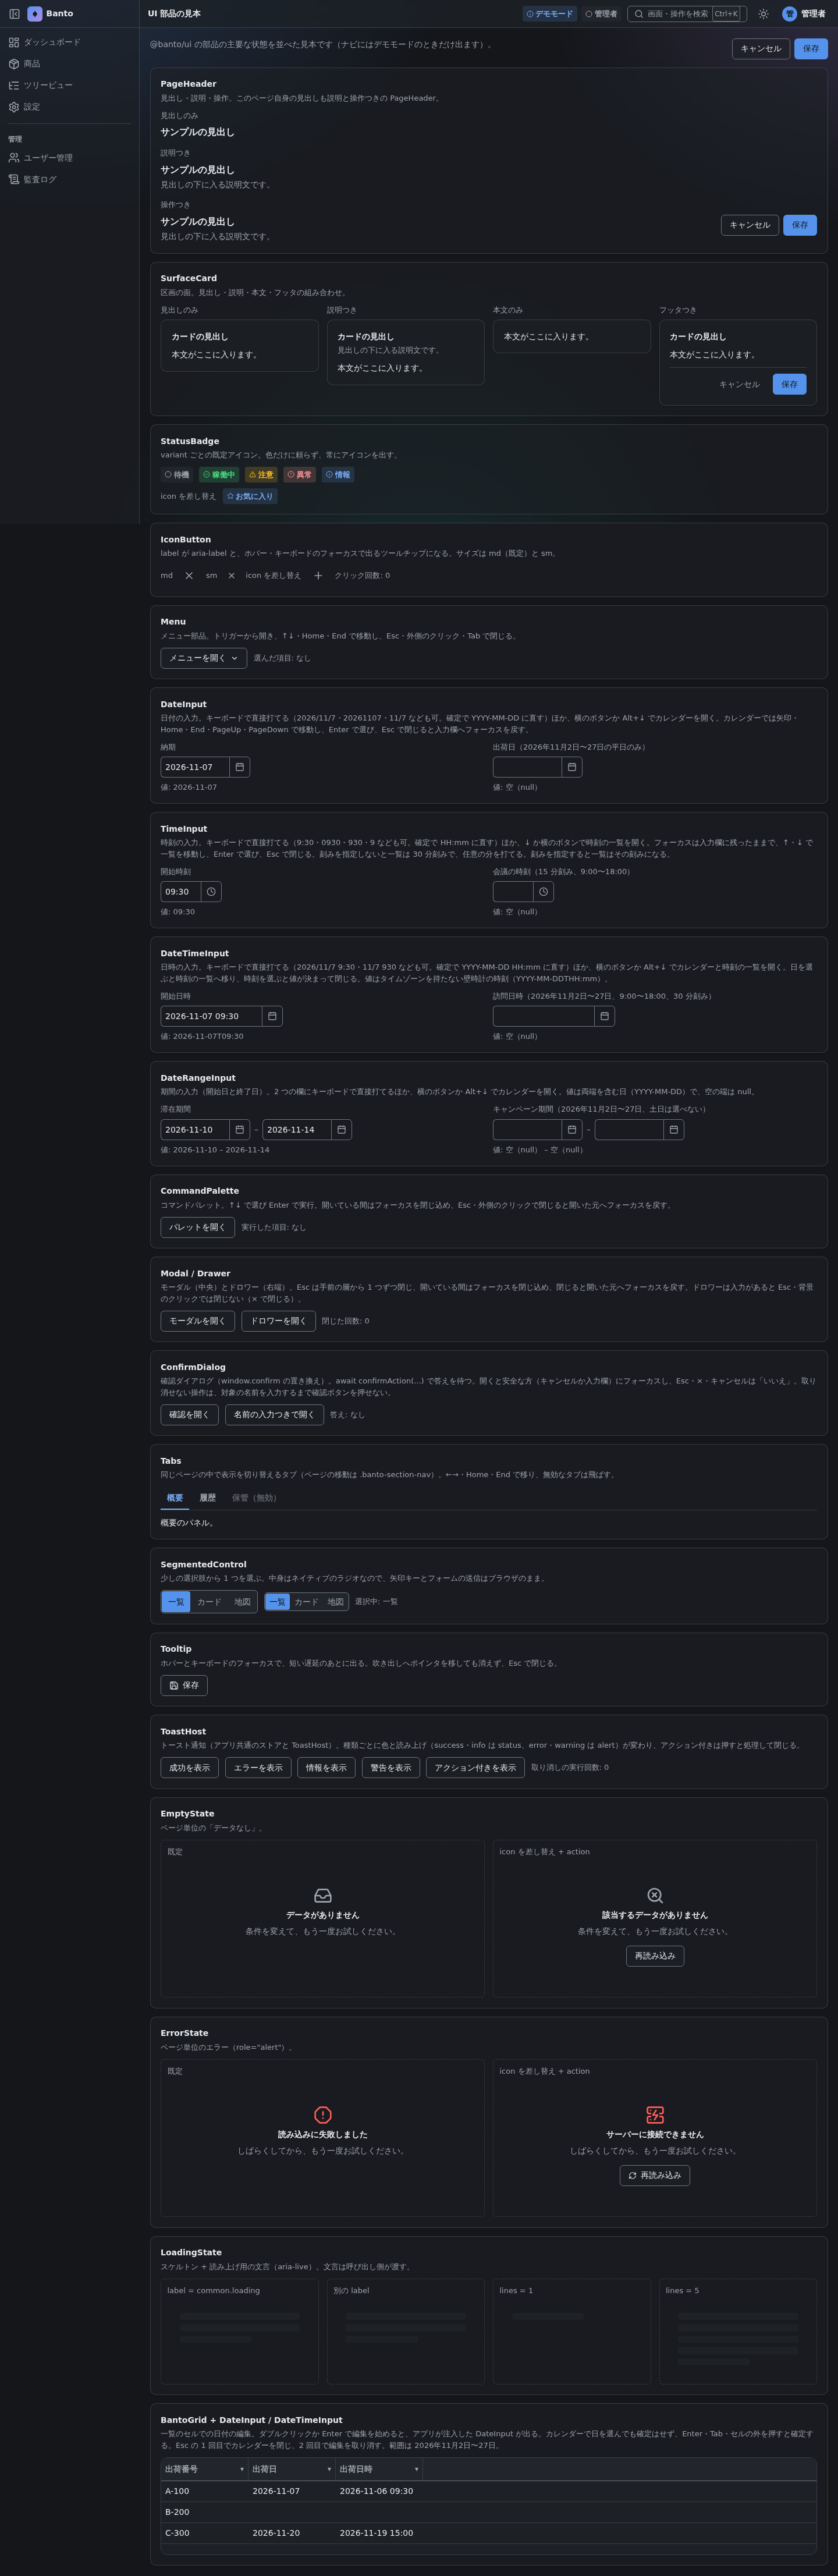 Banto
UI 部品の見本
デモモード
管理者
画面・操作を検索 Ctrl+K
管 管理者
ダッシュボード
商品
ツリービュー
設定
管理
ユーザー管理
監査ログ
@banto/ui の部品の主要な状態を並べた見本です（ナビにはデモモードのときだけ出ます）。
キャンセル 保存
PageHeader
見出し・説明・操作。このページ自身の見出しも説明と操作つきの PageHeader。
見出しのみ
サンプルの見出し
説明つき
サンプルの見出し
見出しの下に入る説明文です。
操作つき
サンプルの見出し
見出しの下に入る説明文です。
キャンセル 保存
SurfaceCard
区画の面。見出し・説明・本文・フッタの組み合わせ。
見出しのみ 説明つき 本文のみ フッタつき
カードの見出し
本文がここに入ります。
カードの見出し
見出しの下に入る説明文です。
本文がここに入ります。
本文がここに入ります。
カードの見出し
本文がここに入ります。
キャンセル 保存
StatusBadge
variant ごとの既定アイコン。色だけに頼らず、常にアイコンを出す。
待機 稼働中 注意 異常 情報
icon を差し替え お気に入り
IconButton
label が aria-label と、ホバー・キーボードのフォーカスで出るツールチップになる。サイズは md（既定）と sm。
md sm icon を差し替え クリック回数: 0
Menu
メニュー部品。トリガーから開き、↑↓・Home・End で移動し、Esc・外側のクリック・Tab で閉じる。
メニューを開く 選んだ項目: なし
DateInput
日付の入力。キーボードで直接打てる（2026/11/7・20261107・11/7 なども可。確定で YYYY-MM-DD に直す）ほか、横のボタンか Alt+↓ でカレンダーを開く。カレンダーでは矢印・
Home・End・PageUp・PageDown で移動し、Enter で選び、Esc で閉じると入力欄へフォーカスを戻す。
納期 出荷日（2026年11月2日〜27日の平日のみ）
2026-11-07
値: 2026-11-07 値: 空（null）
TimeInput
時刻の入力。キーボードで直接打てる（9:30・0930・930・9 なども可。確定で HH:mm に直す）ほか、↓ か横のボタンで時刻の一覧を開く。フォーカスは入力欄に残ったままで、↑・↓ で
一覧を移動し、Enter で選び、Esc で閉じる。刻みを指定しないと一覧は 30 分刻みで、任意の分を打てる。刻みを指定すると一覧はその刻みになる。
開始時刻 会議の時刻（15 分刻み、9:00〜18:00）
09:30
値: 09:30 値: 空（null）
DateTimeInput
日時の入力。キーボードで直接打てる（2026/11/7 9:30・11/7 930 なども可。確定で YYYY-MM-DD HH:mm に直す）ほか、横のボタンか Alt+↓ でカレンダーと時刻の一覧を開く。日を選
ぶと時刻の一覧へ移り、時刻を選ぶと値が決まって閉じる。値はタイムゾーンを持たない壁時計の時刻（YYYY-MM-DDTHH:mm）。
開始日時 訪問日時（2026年11月2日〜27日、9:00〜18:00、30 分刻み）
2026-11-07 09:30
値: 2026-11-07T09:30 値: 空（null）
DateRangeInput
期間の入力（開始日と終了日）。2 つの欄にキーボードで直接打てるほか、横のボタンか Alt+↓ でカレンダーを開く。値は両端を含む日（YYYY-MM-DD）で、空の端は null。
滞在期間 キャンペーン期間（2026年11月2日〜27日、土日は選べない）
2026-11-10 – 2026-11-14 –
値: 2026-11-10 – 2026-11-14 値: 空（null） – 空（null）
CommandPalette
コマンドパレット。↑↓ で選び Enter で実行。開いている間はフォーカスを閉じ込め、Esc・外側のクリックで閉じると開いた元へフォーカスを戻す。
パレットを開く 実行した項目: なし
Modal / Drawer
モーダル（中央）とドロワー（右端）。Esc は手前の層から 1 つずつ閉じ、開いている間はフォーカスを閉じ込め、閉じると開いた元へフォーカスを戻す。ドロワーは入力があると Esc・背景
のクリックでは閉じない（× で閉じる）。
モーダルを開く ドロワーを開く 閉じた回数: 0
ConfirmDialog
確認ダイアログ（window.confirm の置き換え）。await confirmAction(...) で答えを待つ。開くと安全な方（キャンセルか入力欄）にフォーカスし、Esc・×・キャンセルは「いいえ」。取り
消せない操作は、対象の名前を入力するまで確認ボタンを押せない。
確認を開く 名前の入力つきで開く 答え: なし
Tabs
同じページの中で表示を切り替えるタブ（ページの移動は .banto-section-nav）。←→・Home・End で移り、無効なタブは飛ばす。
概要 履歴 保管（無効）
概要のパネル。
SegmentedControl
少しの選択肢から 1 つを選ぶ。中身はネイティブのラジオなので、矢印キーとフォームの送信はブラウザのまま。
一覧 カード 地図 一覧 カード 地図 選択中: 一覧
Tooltip
ホバーとキーボードのフォーカスで、短い遅延のあとに出る。吹き出しへポインタを移しても消えず、Esc で閉じる。
保存
ToastHost
トースト通知（アプリ共通のストアと ToastHost）。種類ごとに色と読み上げ（success・info は status、error・warning は alert）が変わり、アクション付きは押すと処理して閉じる。
成功を表示 エラーを表示 情報を表示 警告を表示 アクション付きを表示 取り消しの実行回数: 0
EmptyState
ページ単位の「データなし」。
既定
データがありません
条件を変えて、もう一度お試しください。
icon を差し替え + action
該当するデータがありません
条件を変えて、もう一度お試しください。
再読み込み
ErrorState
ページ単位のエラー（role="alert"）。
既定
読み込みに失敗しました
しばらくしてから、もう一度お試しください。
icon を差し替え + action
サーバーに接続できません
しばらくしてから、もう一度お試しください。
再読み込み
LoadingState
スケルトン + 読み上げ用の文言（aria-live）。文言は呼び出し側が渡す。
label = common.loading 別の label lines = 1 lines = 5
BantoGrid + DateInput / DateTimeInput
一覧のセルでの日付の編集。ダブルクリックか Enter で編集を始めると、アプリが注入した DateInput が出る。カレンダーで日を選んでも確定はせず、Enter・Tab・セルの外を押すと確定す
る。Esc の 1 回目でカレンダーを閉じ、2 回目で編集を取り消す。範囲は 2026年11月2日〜27日。
出荷番号 ▼ 出荷日 ▼ 出荷日時 ▼
A-100 2026-11-07 2026-11-06 09:30
B-200
C-300 2026-11-20 2026-11-19 15:00